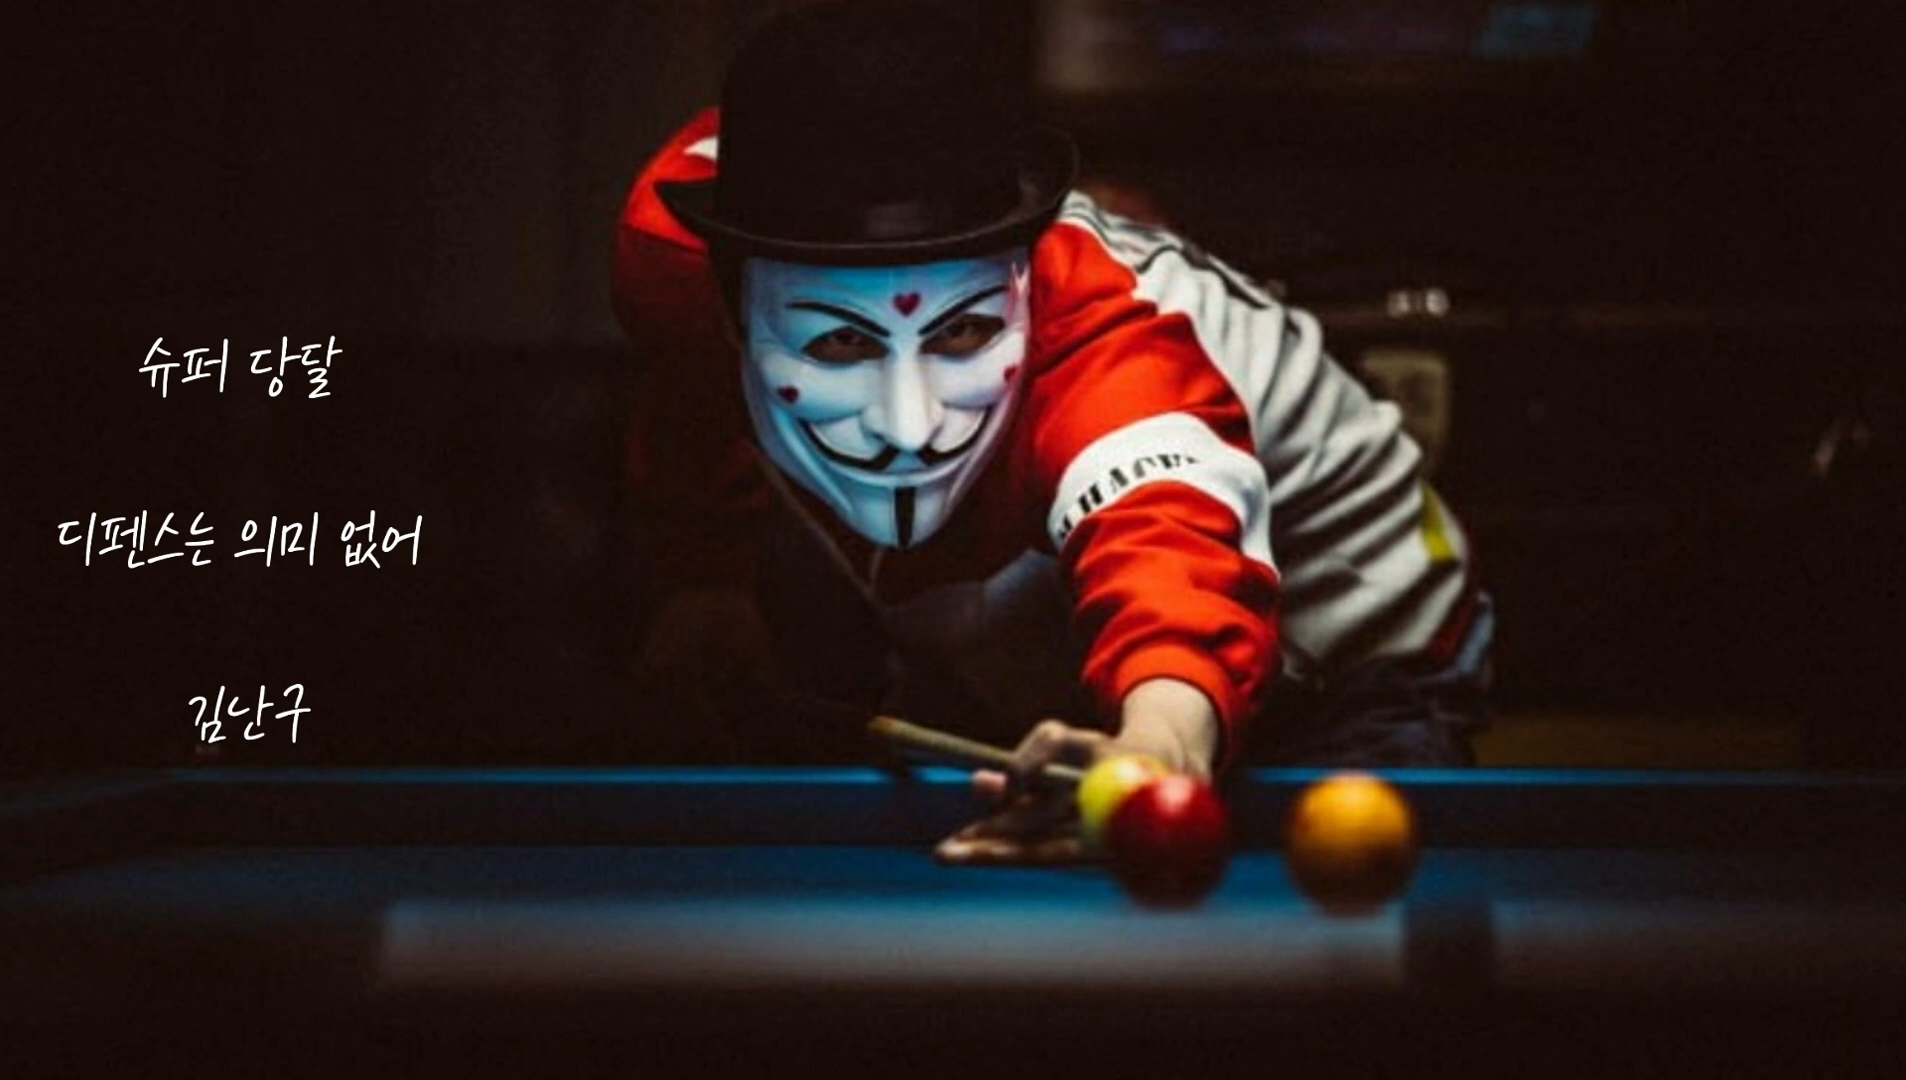 슈퍼 당달
디펜스는 의미 없어
김난구